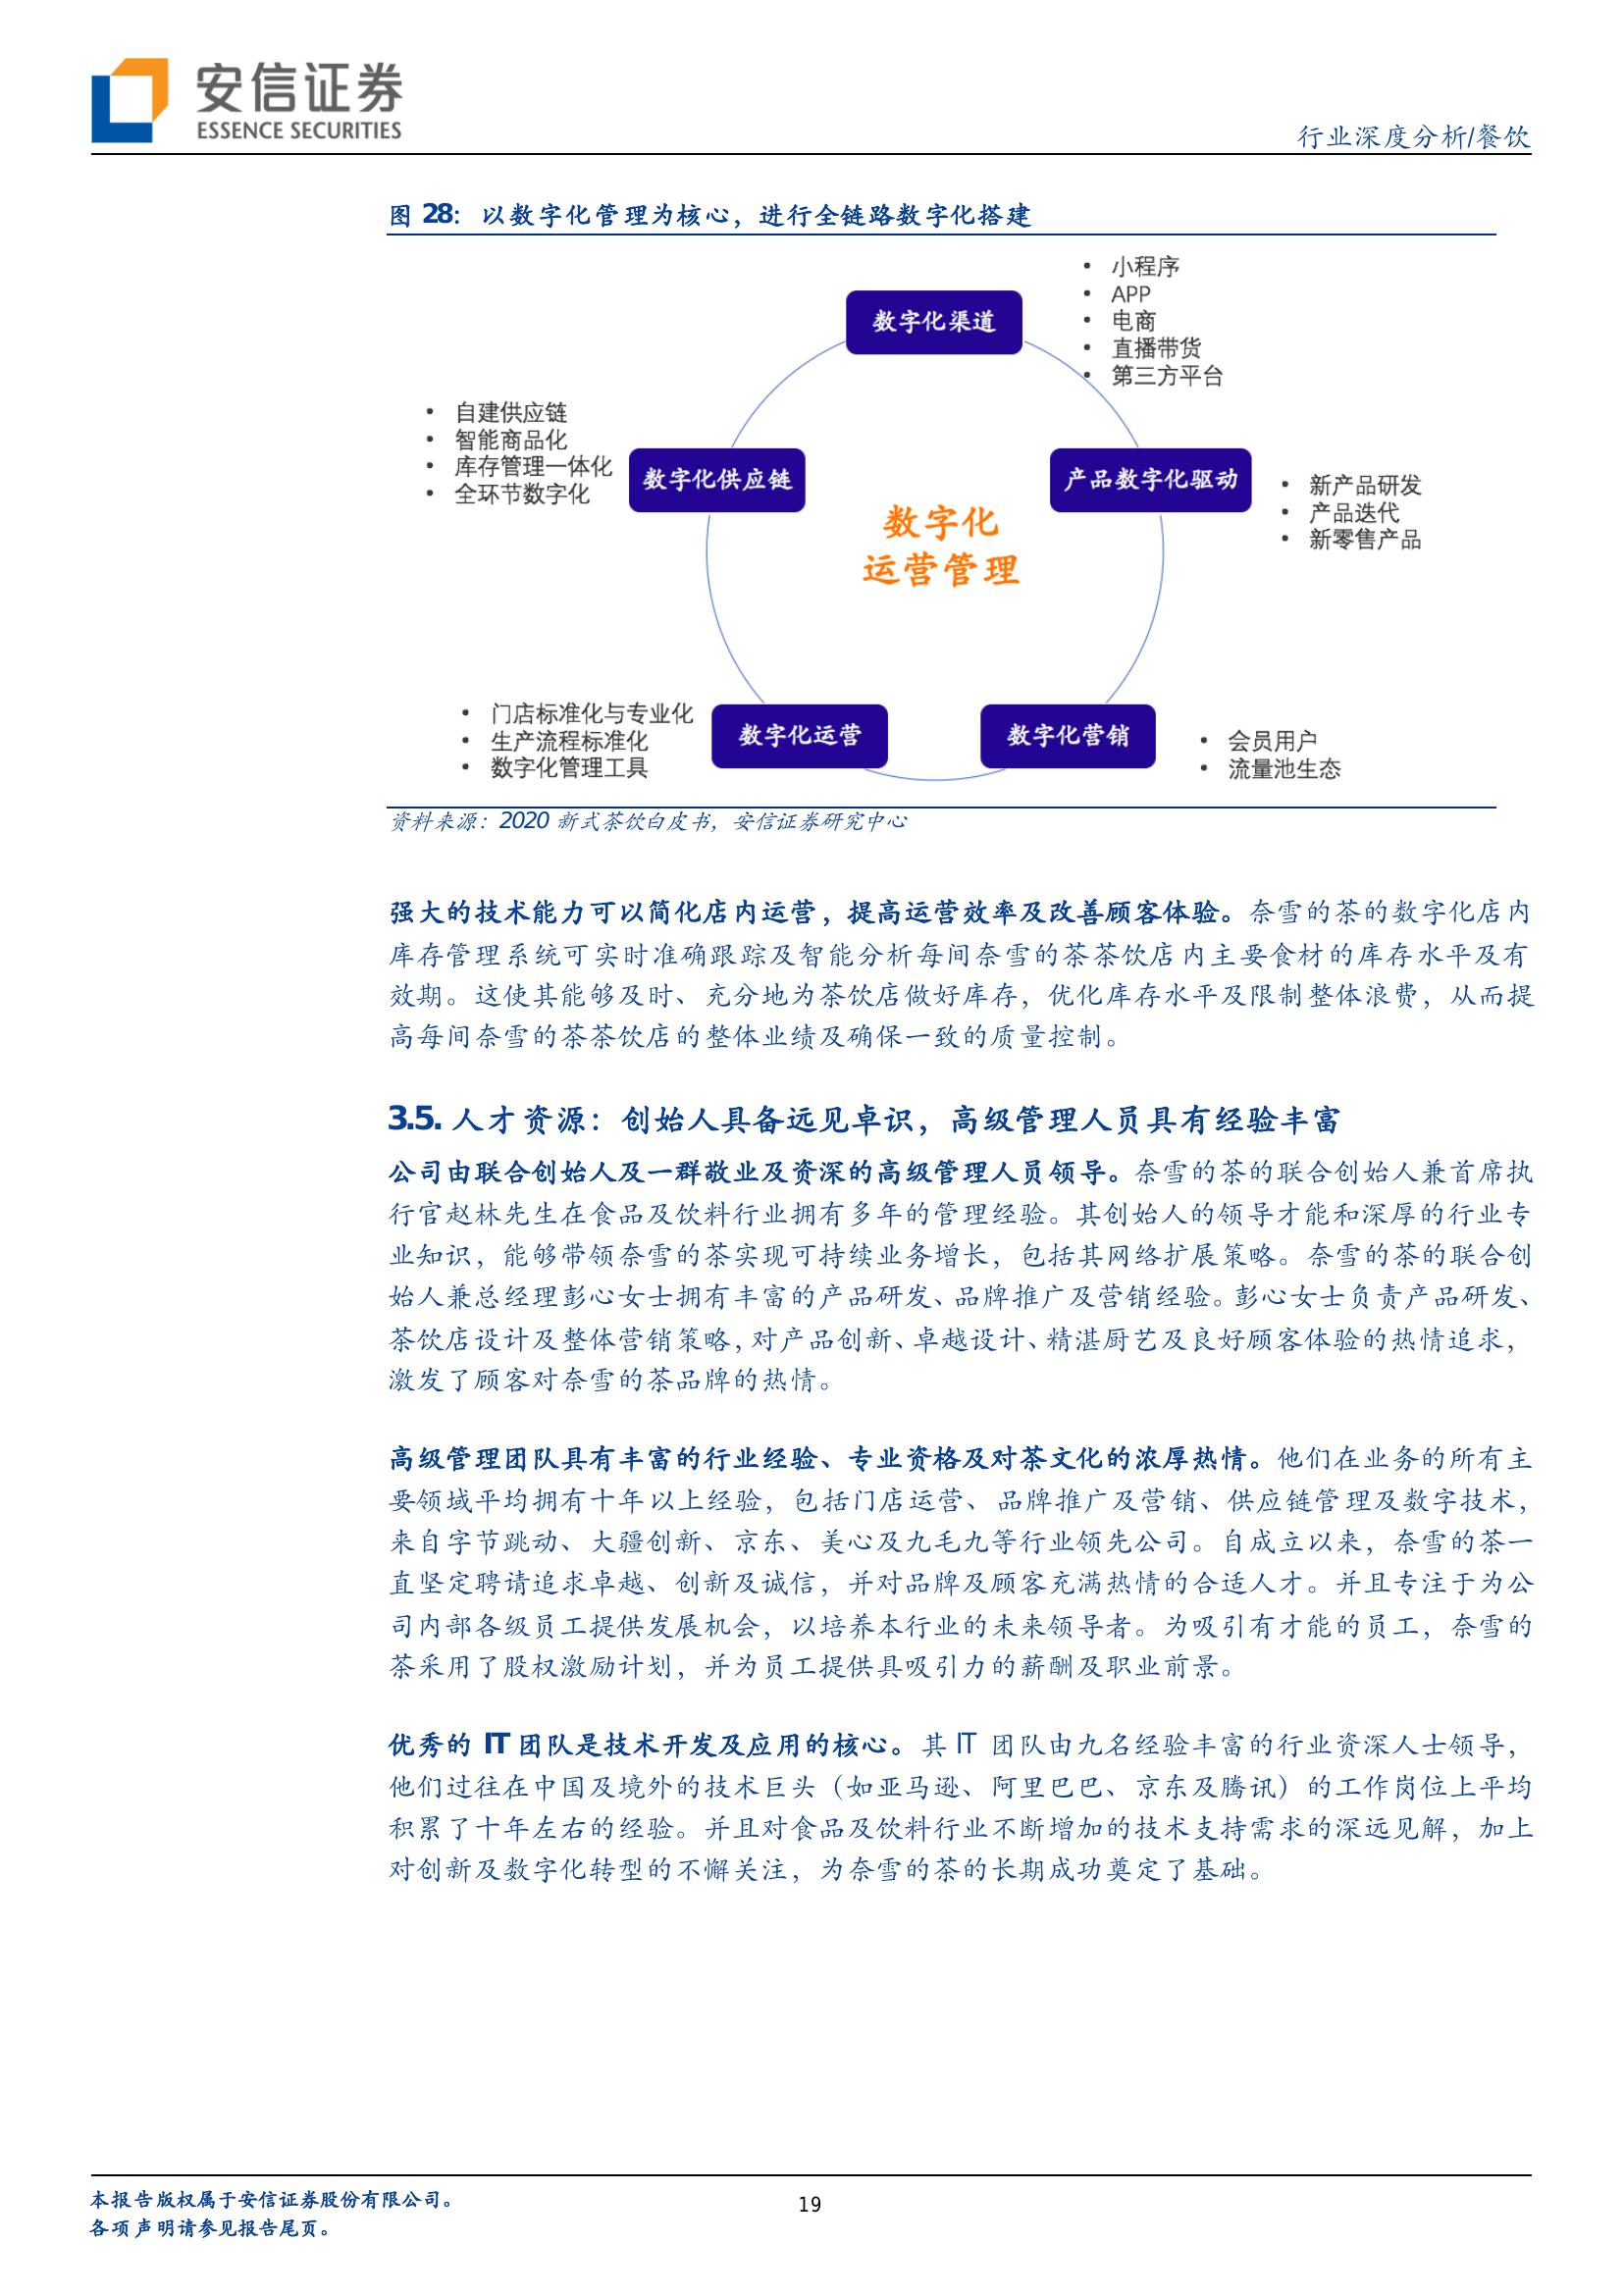 安信证券
ESSENCE SECURITIES
行业深度分析/餐饮
图 28：以数字化管理为核心，进行全链路数字化搭建
数字化渠道
• 小程序
• APP
• 电商
• 直播带货
• 第三方平台
• 自建供应链
• 智能商品化
• 库存管理一体化
• 全环节数字化
数字化供应链
产品数字化驱动
• 新产品研发
• 产品迭代
• 新零售产品
数字化
运营管理
• 门店标准化与专业化
• 生产流程标准化
• 数字化管理工具
数字化运营
数字化营销
• 会员用户
• 流量池生态
资料来源：2020 新式茶饮白皮书，安信证券研究中心
强大的技术能力可以简化店内运营，提高运营效率及改善顾客体验。奈雪的茶的数字化店内
库存管理系统可实时准确跟踪及智能分析每间奈雪的茶茶饮店内主要食材的库存水平及有
效期。这使其能够及时、充分地为茶饮店做好库存，优化库存水平及限制整体浪费，从而提
高每间奈雪的茶茶饮店的整体业绩及确保一致的质量控制。
3.5. 人才资源：创始人具备远见卓识，高级管理人员具有经验丰富
公司由联合创始人及一群敬业及资深的高级管理人员领导。奈雪的茶的联合创始人兼首席执
行官赵林先生在食品及饮料行业拥有多年的管理经验。其创始人的领导才能和深厚的行业专
业知识，能够带领奈雪的茶实现可持续业务增长，包括其网络扩展策略。奈雪的茶的联合创
始人兼总经理彭心女士拥有丰富的产品研发、品牌推广及营销经验。彭心女士负责产品研发、
茶饮店设计及整体营销策略，对产品创新、卓越设计、精湛厨艺及良好顾客体验的热情追求，
激发了顾客对奈雪的茶品牌的热情。
高级管理团队具有丰富的行业经验、专业资格及对茶文化的浓厚热情。他们在业务的所有主
要领域平均拥有十年以上经验，包括门店运营、品牌推广及营销、供应链管理及数字技术，
来自字节跳动、大疆创新、京东、美心及九毛九等行业领先公司。自成立以来，奈雪的茶一
直坚定聘请追求卓越、创新及诚信，并对品牌及顾客充满热情的合适人才。并且专注于为公
司内部各级员工提供发展机会，以培养本行业的未来领导者。为吸引有才能的员工，奈雪的
茶采用了股权激励计划，并为员工提供具吸引力的薪酬及职业前景。
优秀的 IT 团队是技术开发及应用的核心。其 IT 团队由九名经验丰富的行业资深人士领导，
他们过往在中国及境外的技术巨头（如亚马逊、阿里巴巴、京东及腾讯）的工作岗位上平均
积累了十年左右的经验。并且对食品及饮料行业不断增加的技术支持需求的深远见解，加上
对创新及数字化转型的不懈关注，为奈雪的茶的长期成功奠定了基础。
本报告版权属于安信证券股份有限公司。
各项声明请参见报告尾页。
19